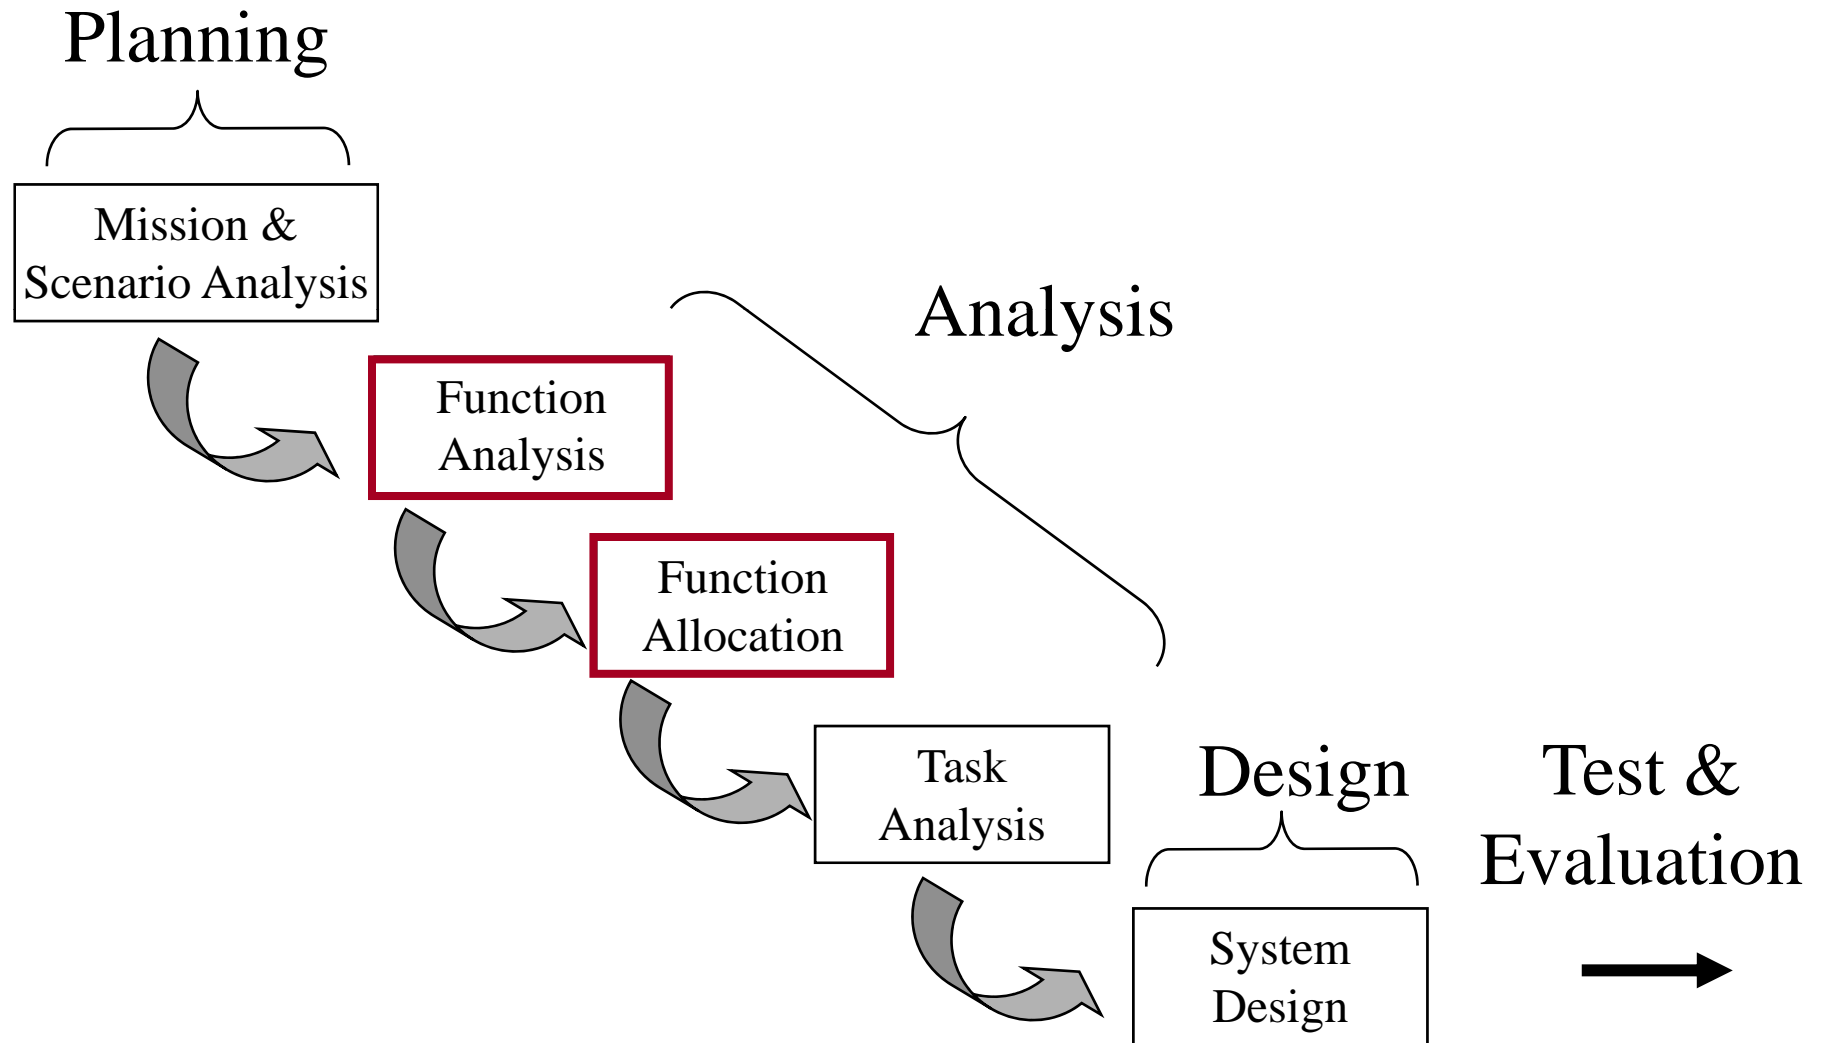 Planning
Mission &
Scenario Analysis
Analysis
Function
Analysis
Function
Allocation
Task
Analysis
Design
Test &
Evaluation
System
Design